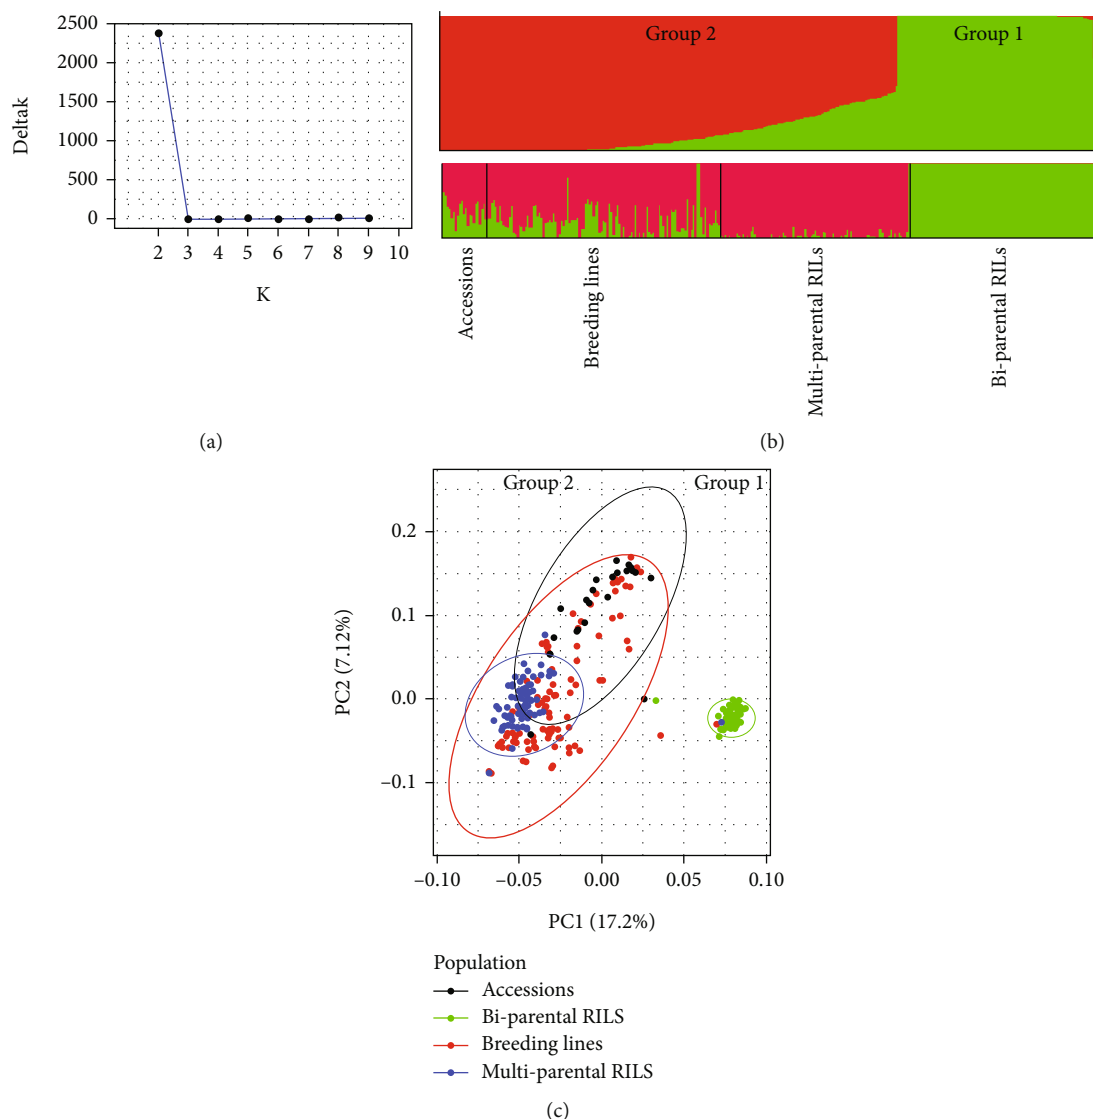 2500
2000
1500
1000
500
0
Deltak
2 3 4 5 6 7 8 9 10
K
(a)
Group 2 Group 1
Accessions
Breeding lines
Multi-parental RILs
Bi-parental RILs
(b)
Group 2 Group 1
0.2
0.1
0.0
−0.1
PC2 (7.12%)
−0.10 −0.05 0.00 0.05 0.10
PC1 (17.2%)
Population
Accessions
Bi-parental RILS
Breeding lines
Multi-parental RILS
(c)